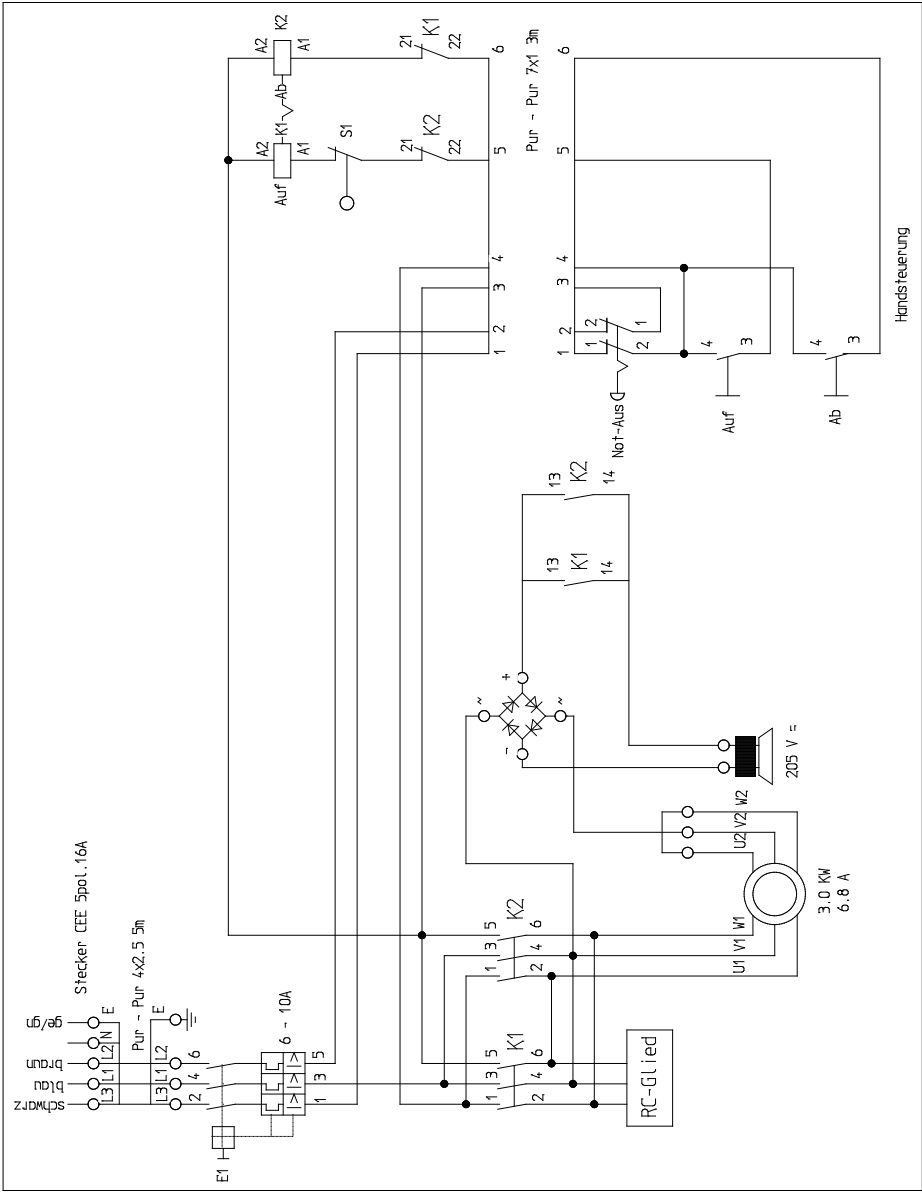 Stecker CEE 5pol.16A
Pur - Pur 4x2.5 5m
schwarz
blau
braun
ge/gn
L3
L1
L2
N
E
L3
L1
L2
E
2
4
6
E1
6 - 10A
1
3
5
A2
K2
A1
Ab
21
K1
22
6
A2
K1
A1
Auf
S1
21
K2
22
5
4
3
2
1
Pur - Pur 7x1 3m
6
5
4
3
2
1
2
1
1
2
Not-Aus
4
3
Auf
4
3
Ab
Handsteuerung
13
K2
14
13
K1
14
~
+
-
~
205 V =
U2 V2 W2
3.0 KW
6.8 A
U1 V1 W1
1
3
5
K2
2
4
6
1
3
5
K1
2
4
6
RC-Glied